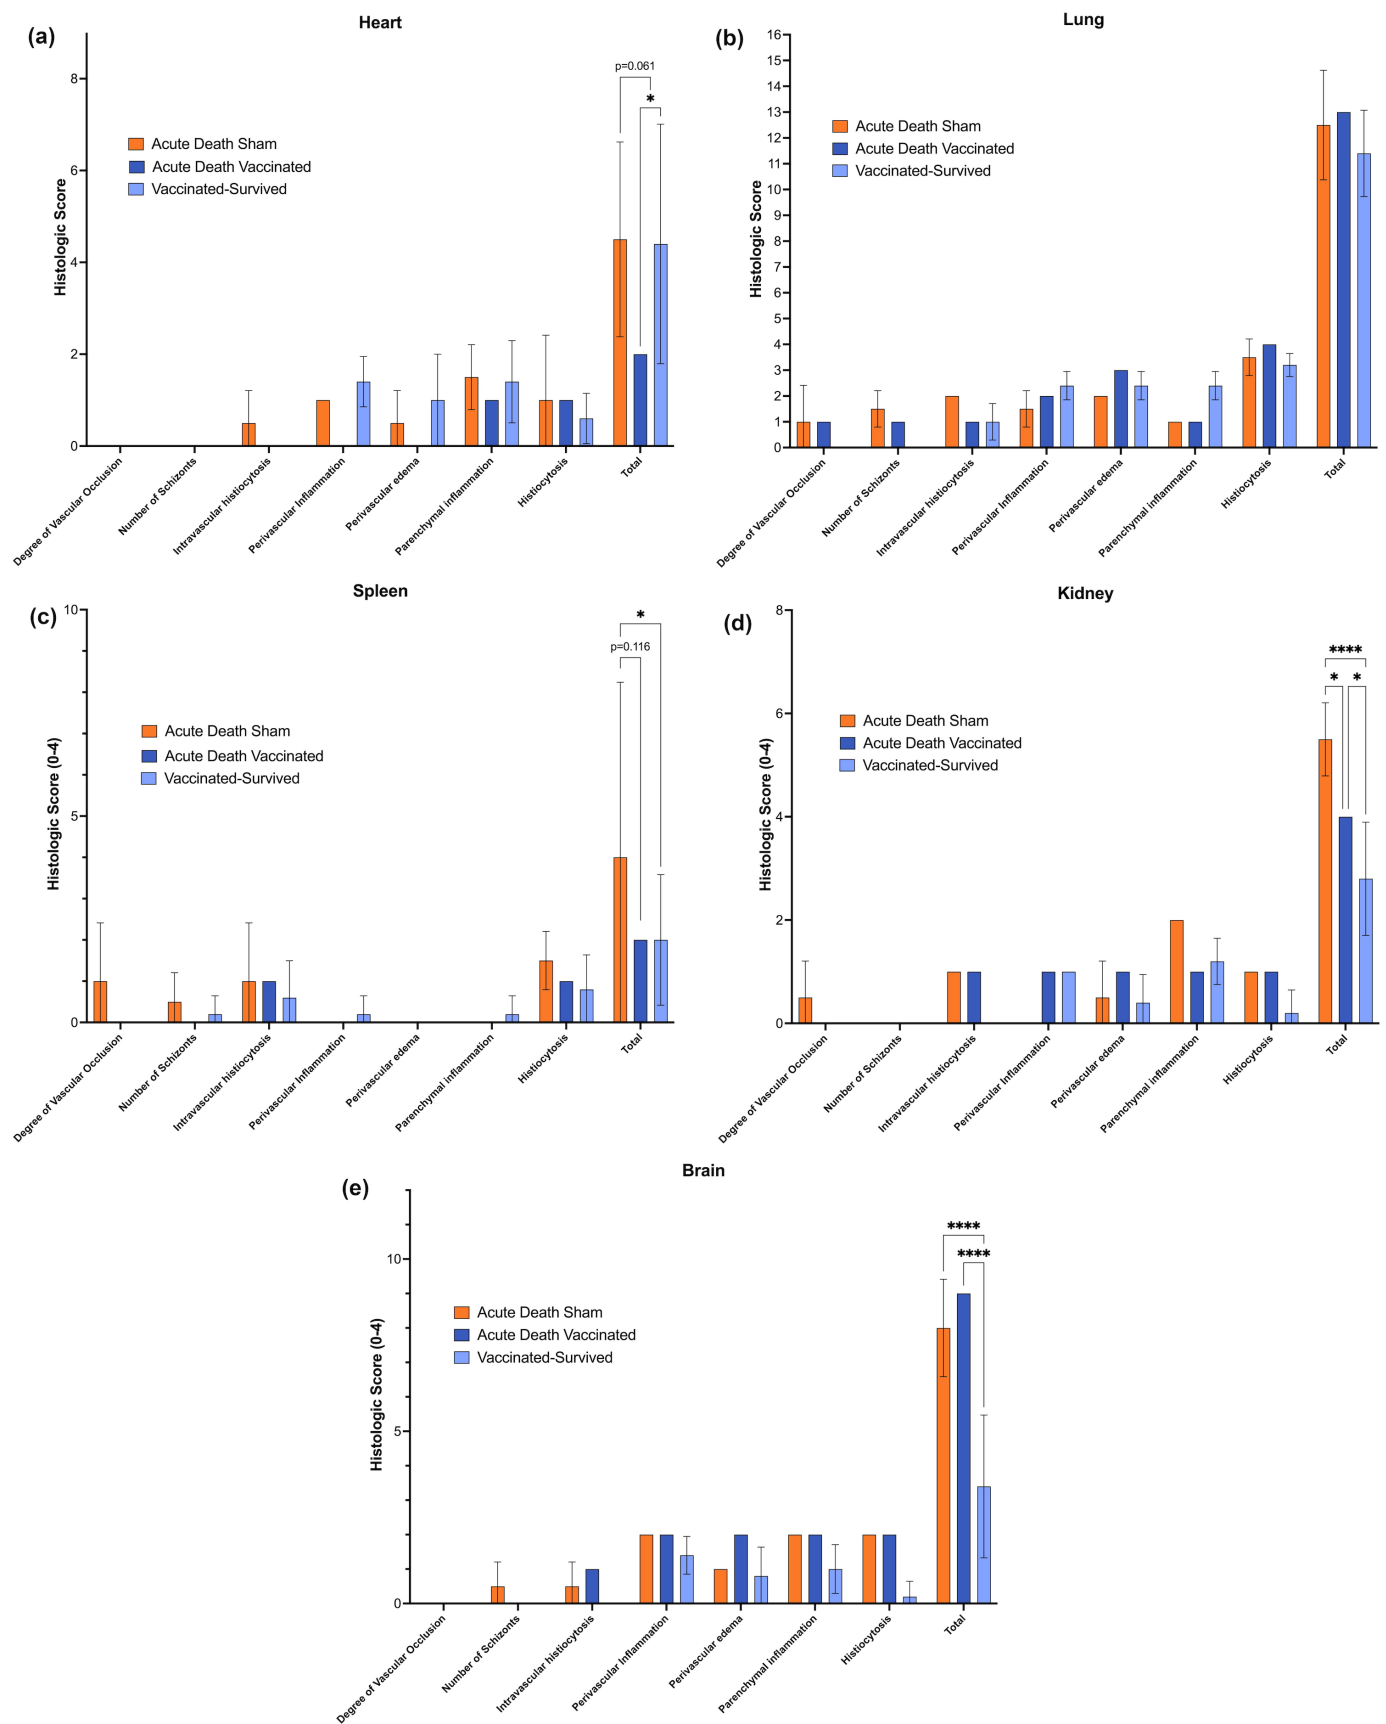 (a)
Heart
Histologic Score
8
6
4
2
0
Acute Death Sham
Acute Death Vaccinated
Vaccinated-Survived
p=0.061
*
Degree of Vascular Occlusion
Number of Schizonts
Intravascular histiocytosis
Perivascular Inflammation
Perivascular edema
Parenchymal inflammation
Histiocytosis
Total
(b)
Lung
Histologic Score
16
15
14
13
12
11
10
9
8
7
6
5
4
3
2
1
0
Acute Death Sham
Acute Death Vaccinated
Vaccinated-Survived
Degree of Vascular Occlusion
Number of Schizonts
Intravascular histiocytosis
Perivascular Inflammation
Perivascular edema
Parenchymal inflammation
Histiocytosis
Total
(c)
Spleen
Histologic Score (0-4)
10
5
0
Acute Death Sham
Acute Death Vaccinated
Vaccinated-Survived
*
p=0.116
Degree of Vascular Occlusion
Number of Schizonts
Intravascular histiocytosis
Perivascular Inflammation
Perivascular edema
Parenchymal inflammation
Histiocytosis
Total
(d)
Kidney
Histologic Score (0-4)
8
6
4
2
0
Acute Death Sham
Acute Death Vaccinated
Vaccinated-Survived
****
* *
Degree of Vascular Occlusion
Number of Schizonts
Intravascular histiocytosis
Perivascular Inflammation
Perivascular edema
Parenchymal inflammation
Histiocytosis
Total
(e)
Brain
Histologic Score (0-4)
10
5
0
Acute Death Sham
Acute Death Vaccinated
Vaccinated-Survived
****
****
Degree of Vascular Occlusion
Number of Schizonts
Intravascular histiocytosis
Perivascular Inflammation
Perivascular edema
Parenchymal inflammation
Histiocytosis
Total